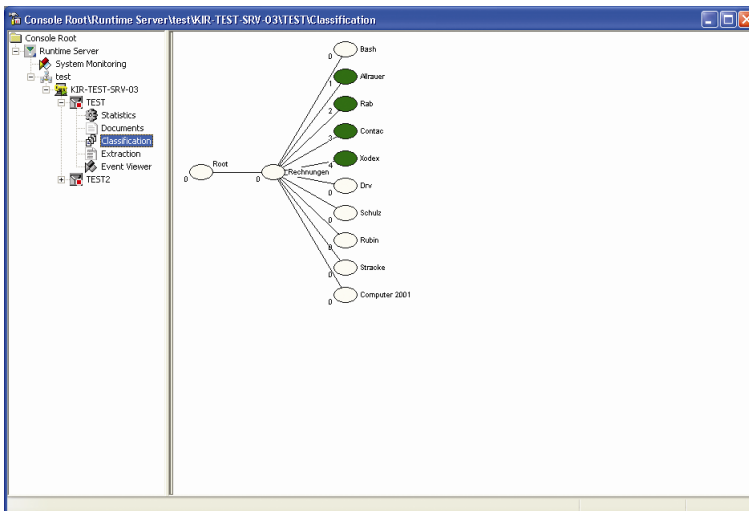 Console Root\Runtime Server\test\KIR-TEST-SRV-03\TEST\Classification
Console Root
Runtime Server
System Monitoring
test
KIR-TEST-SRV-03
TEST
Statistics
Documents
Classification
Extraction
Event Viewer
TEST2
Root
0
Rechnungen
0
Bash
0
Allrauer
1
Rab
2
Contac
3
Xodex
4
Drv
0
Schulz
0
Rubin
0
Stracke
0
Computer 2001
0